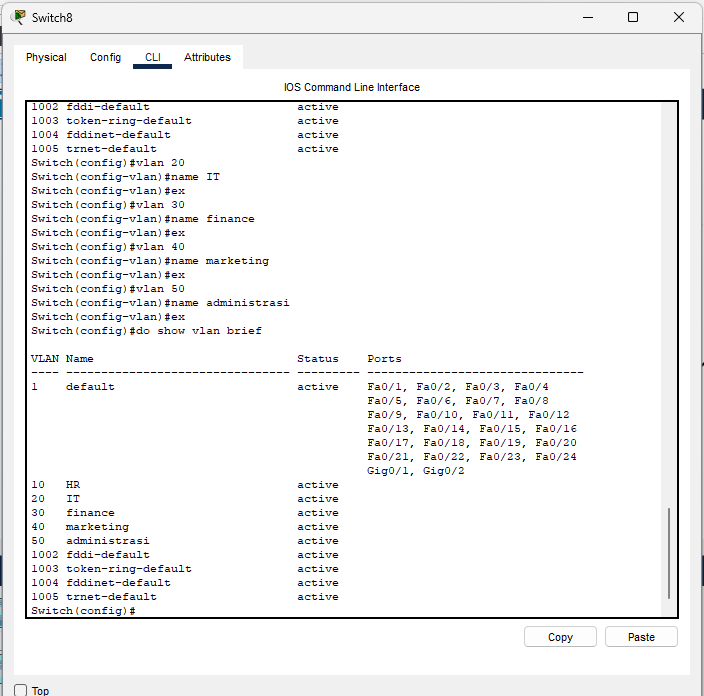 Switch8
Physical Config CLI Attributes
IOS Command Line Interface
1002 fddi-default active
1003 token-ring-default active
1004 fddinet-default active
1005 trnet-default active
Switch(config)#vlan 20
Switch(config-vlan)#name IT
Switch(config-vlan)#ex
Switch(config)#vlan 30
Switch(config-vlan)#name finance
Switch(config-vlan)#ex
Switch(config)#vlan 40
Switch(config-vlan)#name marketing
Switch(config-vlan)#ex
Switch(config)#vlan 50
Switch(config-vlan)#name administrasi
Switch(config-vlan)#ex
Switch(config)#do show vlan brief
VLAN Name Status Ports
---- -------------------------------- --------- -------------------------------
1 default active Fa0/1, Fa0/2, Fa0/3, Fa0/4
Fa0/5, Fa0/6, Fa0/7, Fa0/8
Fa0/9, Fa0/10, Fa0/11, Fa0/12
Fa0/13, Fa0/14, Fa0/15, Fa0/16
Fa0/17, Fa0/18, Fa0/19, Fa0/20
Fa0/21, Fa0/22, Fa0/23, Fa0/24
Gig0/1, Gig0/2
10 HR active
20 IT active
30 finance active
40 marketing active
50 administrasi active
1002 fddi-default active
1003 token-ring-default active
1004 fddinet-default active
1005 trnet-default active
Switch(config)#
Copy Paste
Top